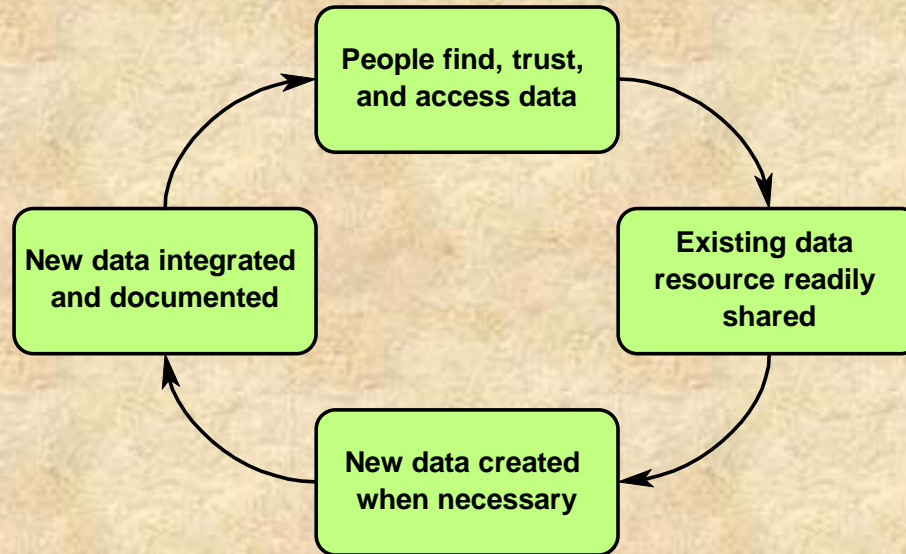 People find, trust,
and access data
Existing data
resource readily
shared
New data created
when necessary
New data integrated
and documented